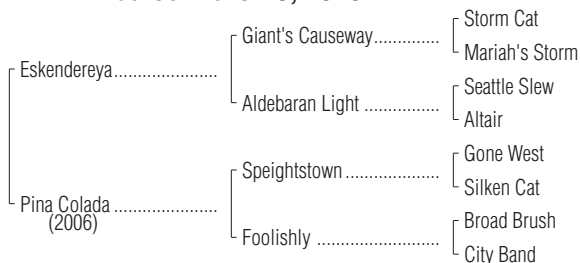 Storm Cat
Giant's Causeway
Mariah's Storm
Eskendereya
Seattle Slew
Aldebaran Light
Altair
Gone West
Speightstown
Silken Cat
Pina Colada
(2006)
Broad Brush
Foolishly
City Band